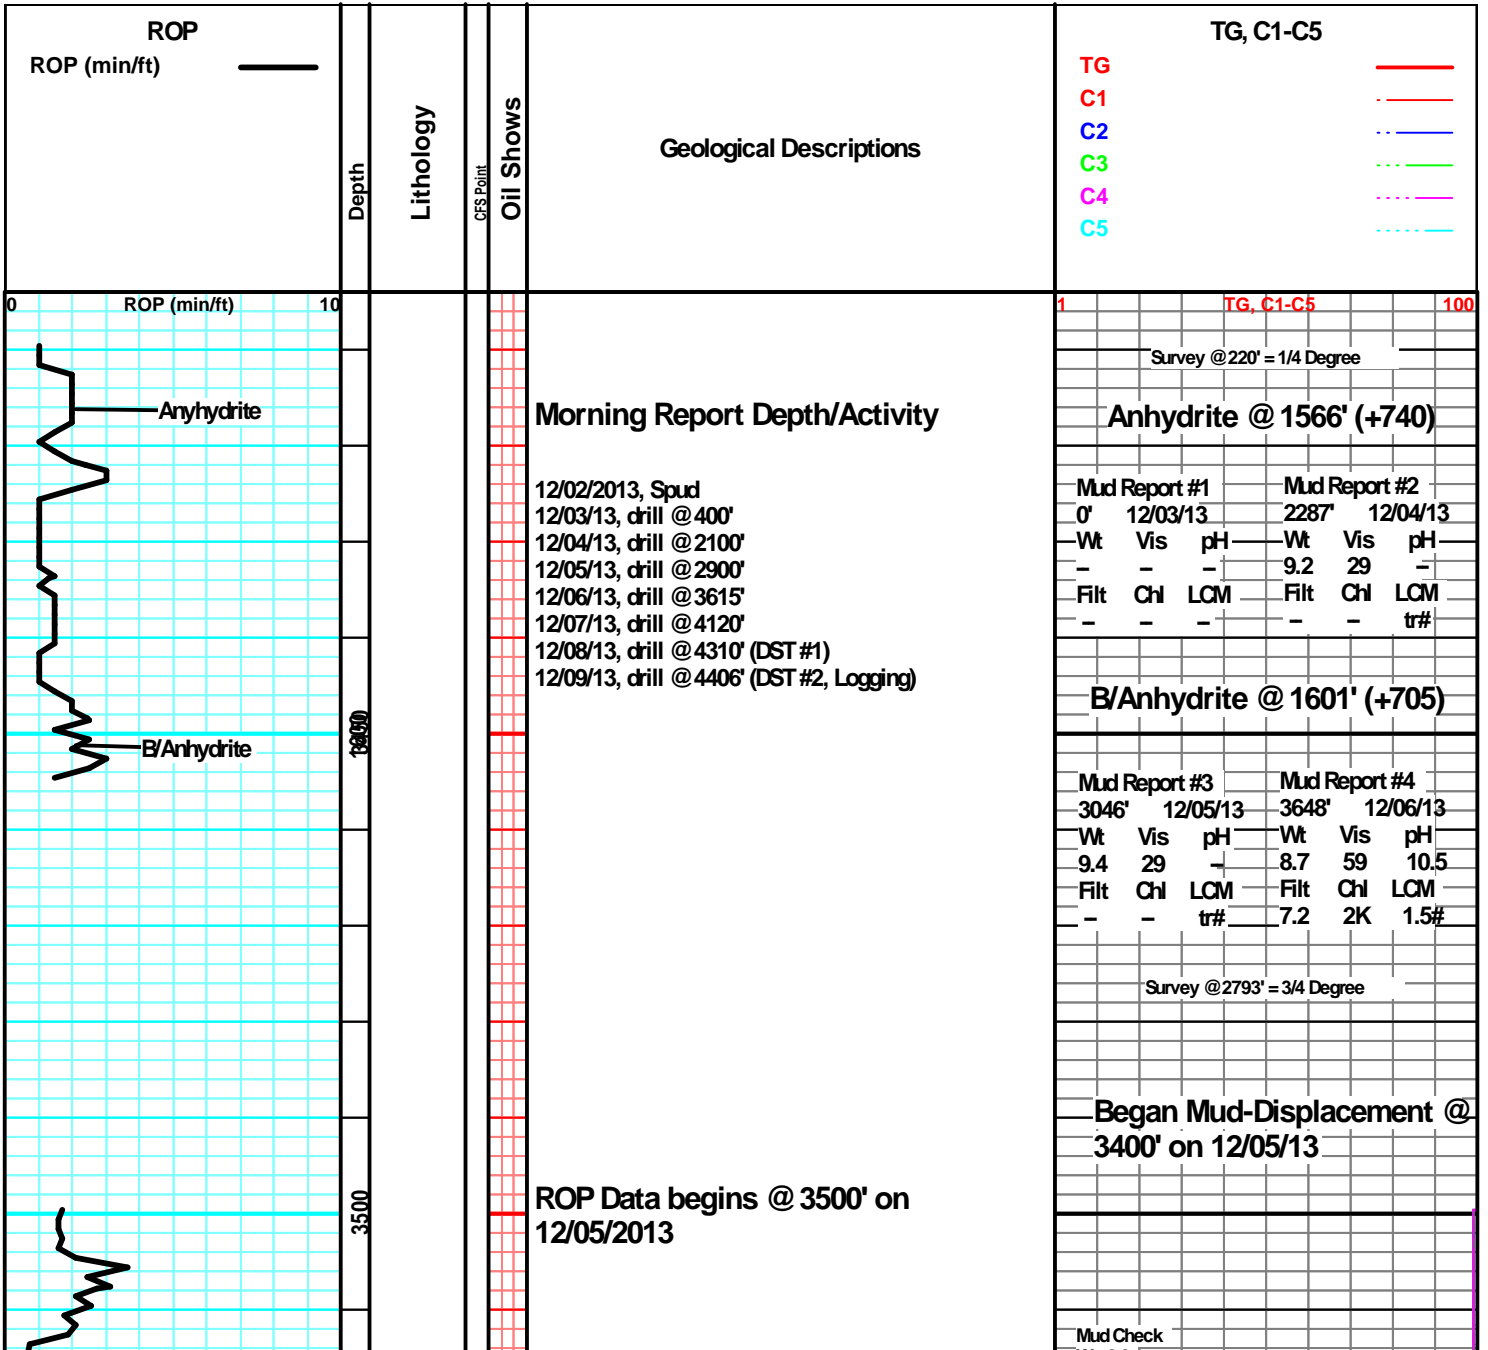 ROP
ROP (min/ft)
Depth
Lithology
CFS Point
Oil Shows
Geological Descriptions
TG, C1-C5
TG
C1
C2
C3
C4
C5
0 ROP (min/ft) 10
1 TG, C1-C5 100
Survey @ 220' = 1/4 Degree
Anyhydrite
Morning Report Depth/Activity
Anhydrite @ 1566' (+740)
12/02/2013, Spud
12/03/13, drill @ 400'
12/04/13, drill @ 2100'
12/05/13, drill @ 2900'
12/06/13, drill @ 3615'
12/07/13, drill @ 4120'
12/08/13, drill @ 4310' (DST #1)
12/09/13, drill @ 4406' (DST #2, Logging)
Mud Report #1
0' 12/03/13
Wt Vis pH
– – –
Filt Chl LCM
– – –
Mud Report #2
2287' 12/04/13
Wt Vis pH
9.2 29 –
Filt Chl LCM
– – tr#
B/Anhydrite @ 1601' (+705)
B/Anhydrite
Mud Report #3
3046' 12/05/13
Wt Vis pH
9.4 29 –
Filt Chl LCM
– – tr#
Mud Report #4
3648' 12/06/13
Wt Vis pH
8.7 59 10.5
Filt Chl LCM
7.2 2K 1.5#
Survey @ 2793' = 3/4 Degree
Began Mud-Displacement @
3400' on 12/05/13
3500
ROP Data begins @ 3500' on
12/05/2013
Mud Check